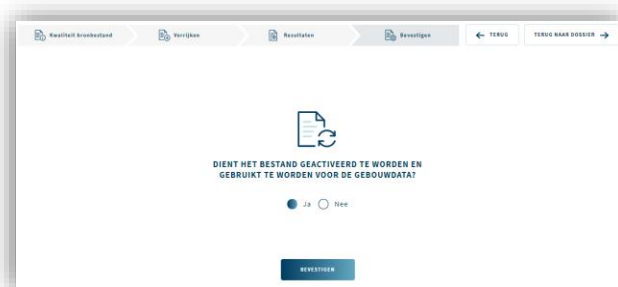 Kwaliteit bronbestand
Verrijken
Resultaten
Bevestigen
TERUG
TERUG NAAR DOSSIER
DIENT HET BESTAND GEACTIVEERD TE WORDEN EN
GEBRUIKT TE WORDEN VOOR DE GEBOUWDATA?
Ja
Nee
BEVESTIGEN